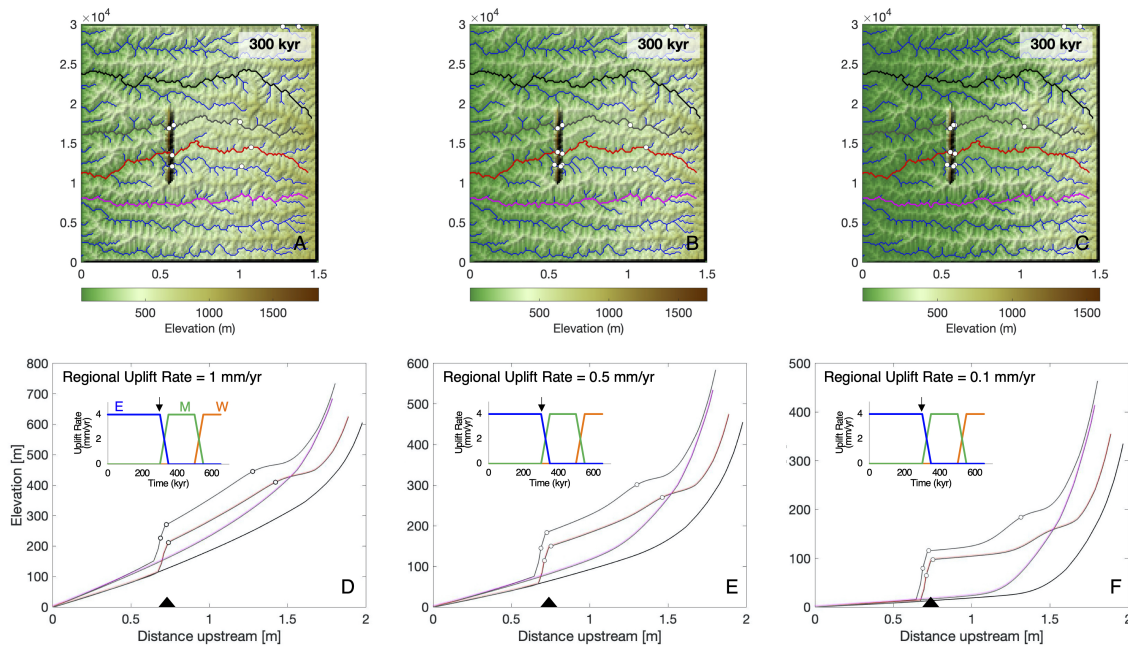 ×10⁴
3
2.5
2
1.5
1
0.5
0
300 kyr
A
0 0.5 1 1.5
500 1000 1500
Elevation (m)
×10⁴
3
2.5
2
1.5
1
0.5
0
300 kyr
B
0 0.5 1 1.5
500 1000 1500
Elevation (m)
×10⁴
3
2.5
2
1.5
1
0.5
0
300 kyr
C
0 0.5 1 1.5
500 1000 1500
Elevation (m)
800
700
600
500
400
300
200
100
0
Elevation [m]
Regional Uplift Rate = 1 mm/yr
E M W
4
2
0
Uplift Rate
(mm/yr)
0 200 400 600
Time (kyr)
D
0 0.5 1 1.5 2
Distance upstream [m]
600
500
400
300
200
100
0
Regional Uplift Rate = 0.5 mm/yr
4
2
0
Uplift Rate
(mm/yr)
0 200 400 600
Time (kyr)
E
0 0.5 1 1.5 2
Distance upstream [m]
500
400
300
200
100
0
Regional Uplift Rate = 0.1 mm/yr
4
2
0
Uplift Rate
(mm/yr)
0 200 400 600
Time (kyr)
F
0 0.5 1 1.5 2
Distance upstream [m]